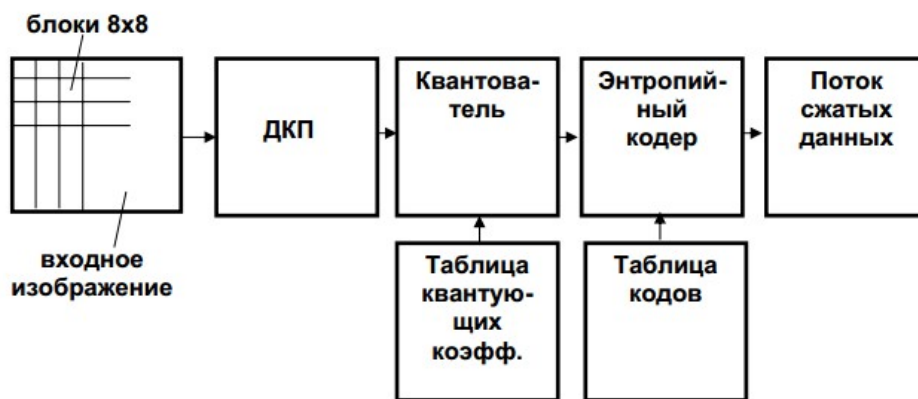 блоки 8х8
ДКП
Квантова-
тель
Энтропий-
ный
кодер
Поток
сжатых
данных
входное
изображение
Таблица
квантую-
щих
коэфф.
Таблица
кодов